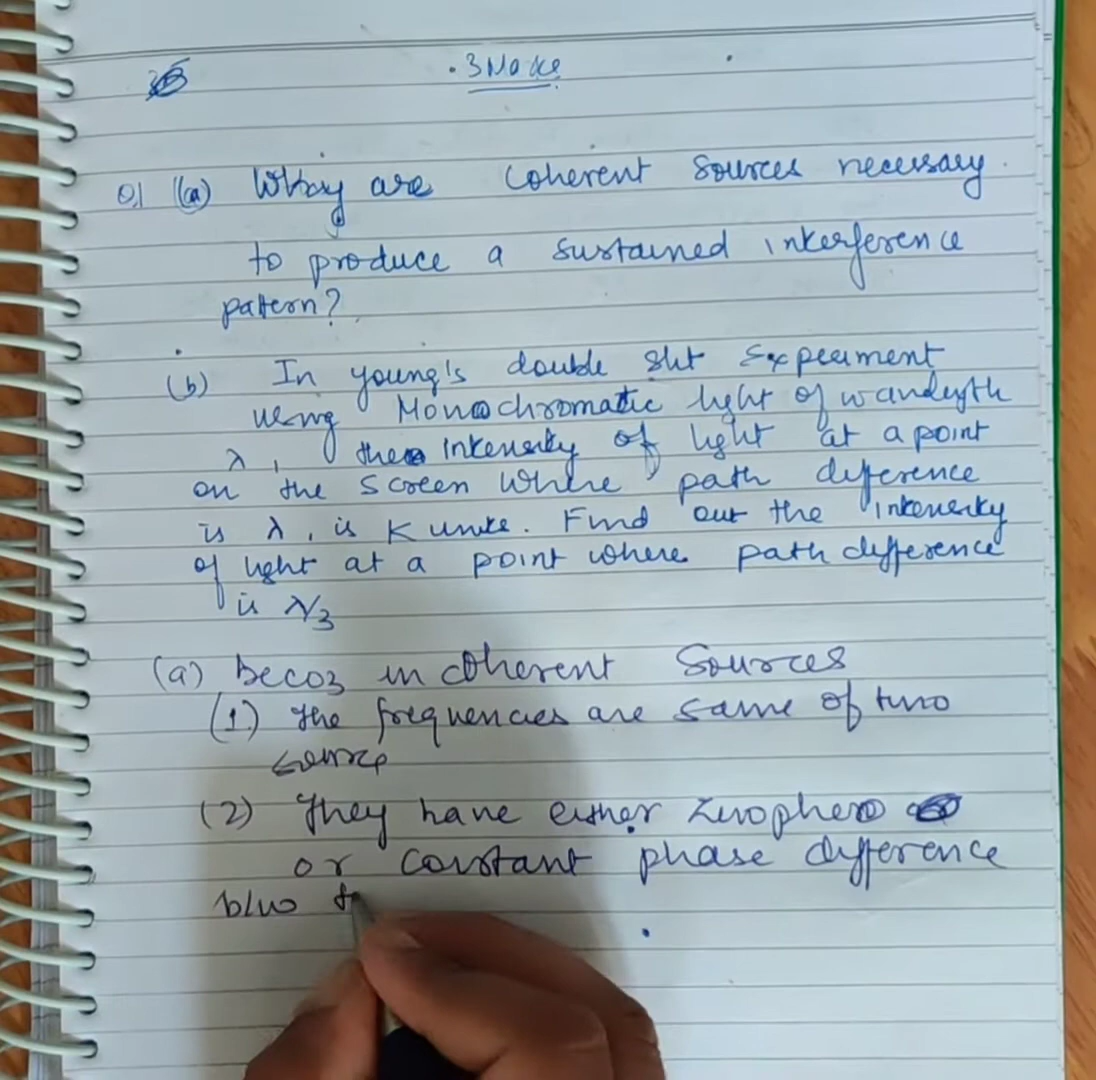 3 Marks
Q1 (a) Whay are coherent sources necessary
to produce a sustained interference
pattern?
(b) In young's double slit Experiment
using Monochromatic light of wavelength
λ, the intensity of light at a point
on the screen where path difference
is λ, is K units. Find out the intensity
of light at a point where path difference
is λ/3
(a) Becoz in coherent sources
(1.) The frequencies are same of two
source
(2) They have either zero phase
or constant phase difference
b/w